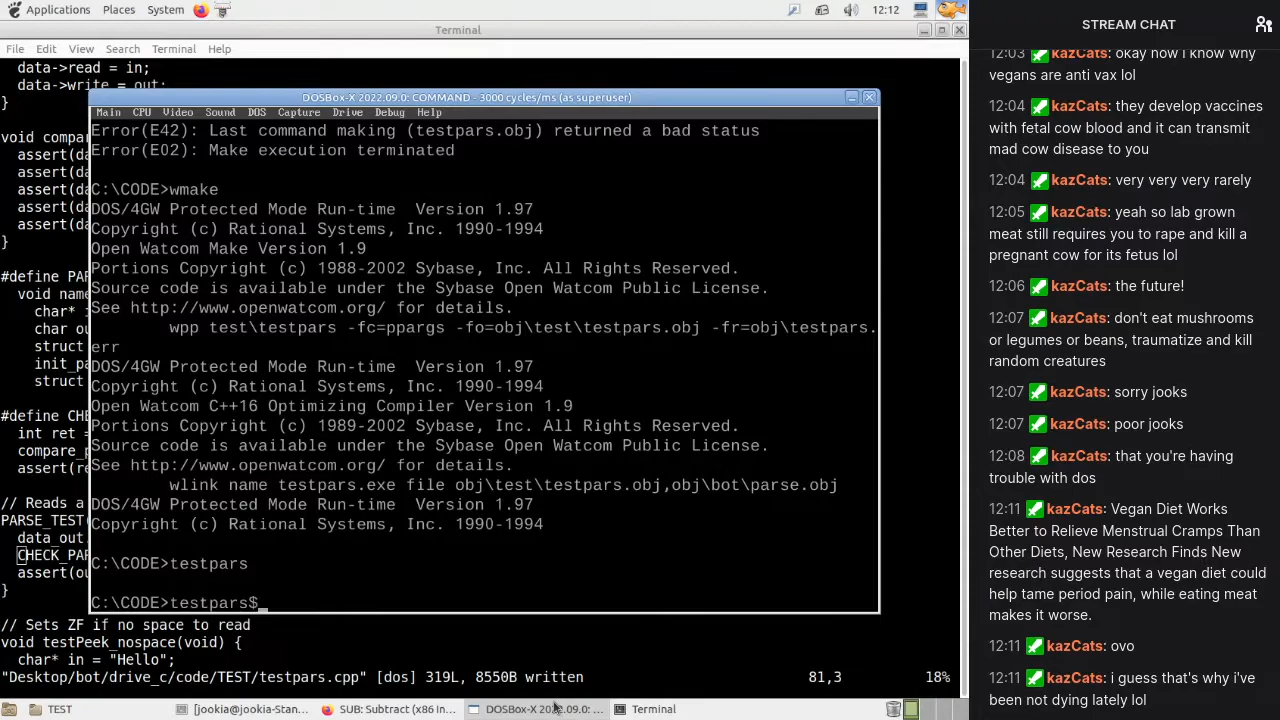 Applications Places System 12:12
Terminal
File Edit View Search Terminal Help
data->read = in;
data->write = out;
}
void compa
assert(da
assert(da
assert(da
assert(da
assert(da
}
#define PAR
void name
char* i
char ou
struct
init_pa
struct
#define CHE
int ret =
compare_p
assert(re
// Reads a
PARSE_TEST(
data_out.
CHECK_PAR
assert(ou
}
// Sets ZF if no space to read
void testPeek_nospace(void) {
char* in = "Hello";
"Desktop/bot/drive_c/code/TEST/testpars.cpp" [dos] 319L, 8550B written 81,3 18%
DOSBox-X 2022.09.0: COMMAND - 3000 cycles/ms (as superuser)
Main CPU Video Sound DOS Capture Drive Debug Help
Error(E42): Last command making (testpars.obj) returned a bad status
Error(E02): Make execution terminated
C:\CODE>wmake
DOS/4GW Protected Mode Run-time Version 1.97
Copyright (c) Rational Systems, Inc. 1990-1994
Open Watcom Make Version 1.9
Portions Copyright (c) 1988-2002 Sybase, Inc. All Rights Reserved.
Source code is available under the Sybase Open Watcom Public License.
See http://www.openwatcom.org/ for details.
wpp test\testpars -fc=ppargs -fo=obj\test\testpars.obj -fr=obj\testpars.
err
DOS/4GW Protected Mode Run-time Version 1.97
Copyright (c) Rational Systems, Inc. 1990-1994
Open Watcom C++16 Optimizing Compiler Version 1.9
Portions Copyright (c) 1989-2002 Sybase, Inc. All Rights Reserved.
Source code is available under the Sybase Open Watcom Public License.
See http://www.openwatcom.org/ for details.
wlink name testpars.exe file obj\test\testpars.obj,obj\bot\parse.obj
DOS/4GW Protected Mode Run-time Version 1.97
Copyright (c) Rational Systems, Inc. 1990-1994
C:\CODE>testpars
C:\CODE>testpars$_
TEST [jookia@jookia-Stan... SUB: Subtract (x86 In... DOSBox-X 2022.09.0: ... Terminal
STREAM CHAT
12:03 kazCats: okay now i know why
vegans are anti vax lol
12:04 kazCats: they develop vaccines
with fetal cow blood and it can transmit
mad cow disease to you
12:04 kazCats: very very very rarely
12:05 kazCats: yeah so lab grown
meat still requires you to rape and kill a
pregnant cow for its fetus lol
12:06 kazCats: the future!
12:07 kazCats: don't eat mushrooms
or legumes or beans, traumatize and kill
random creatures
12:07 kazCats: sorry jooks
12:07 kazCats: poor jooks
12:08 kazCats: that you're having
trouble with dos
12:11 kazCats: Vegan Diet Works
Better to Relieve Menstrual Cramps Than
Other Diets, New Research Finds New
research suggests that a vegan diet could
help tame period pain, while eating meat
makes it worse.
12:11 kazCats: ovo
12:11 kazCats: i guess that's why i've
been not dying lately lol